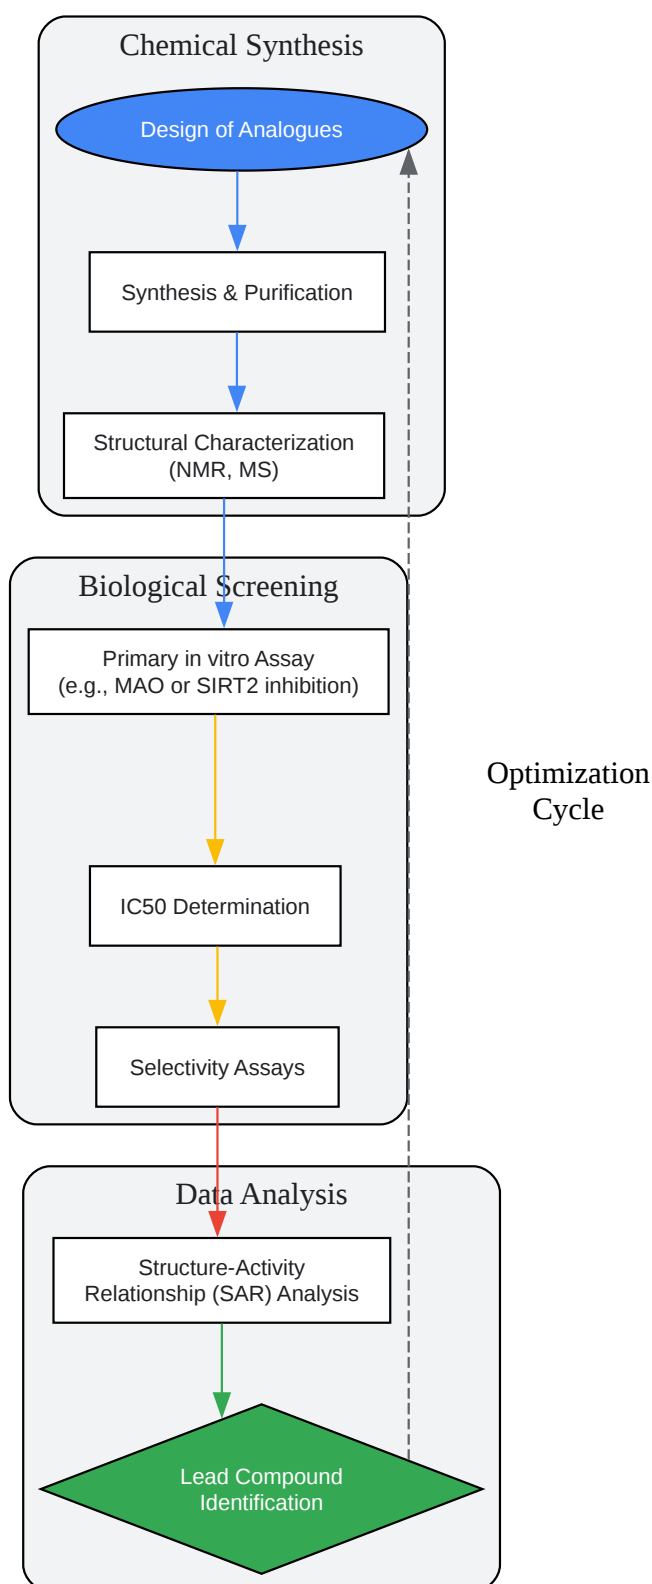 Chemical Synthesis
Design of Analogues
Synthesis & Purification
Structural Characterization
(NMR, MS)
Biological Screening
Primary in vitro Assay
(e.g., MAO or SIRT2 inhibition)
Optimization
Cycle
IC50 Determination
Selectivity Assays
Data Analysis
Structure-Activity
Relationship (SAR) Analysis
Lead Compound
Identification